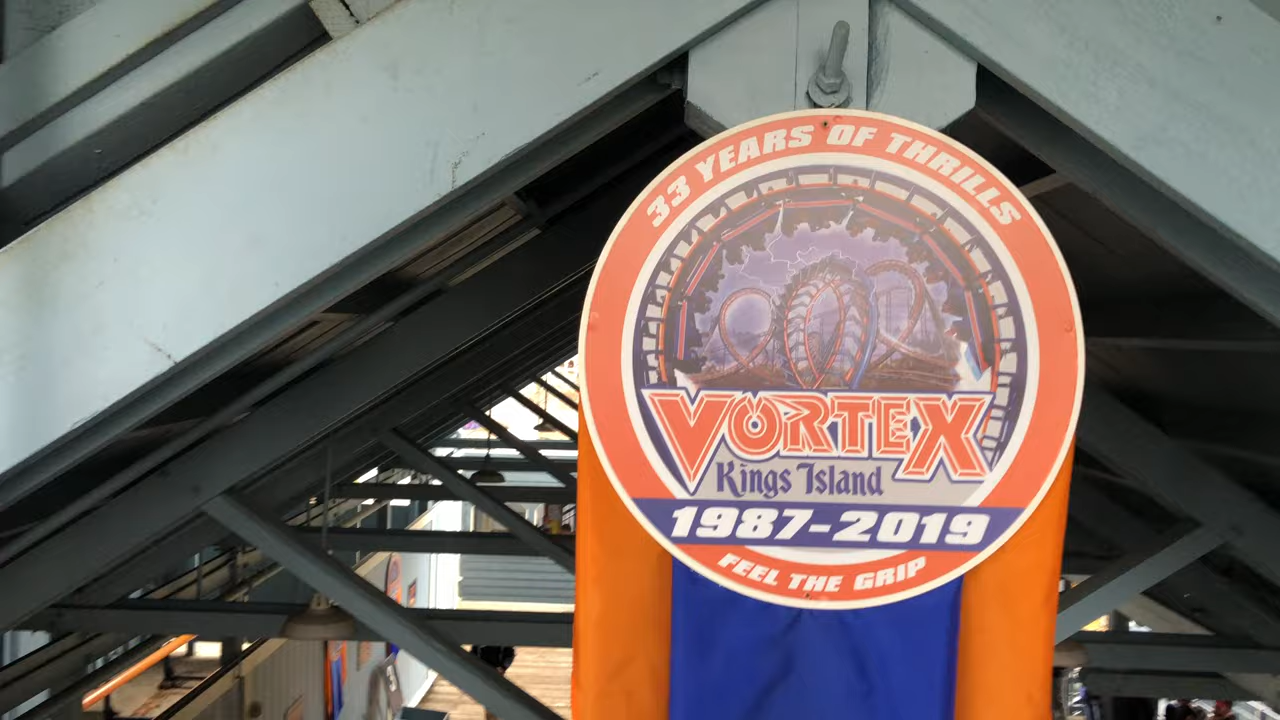 33 YEARS OF THRILLS
VORTEX
Kings Island
1987-2019
FEEL THE GRIP